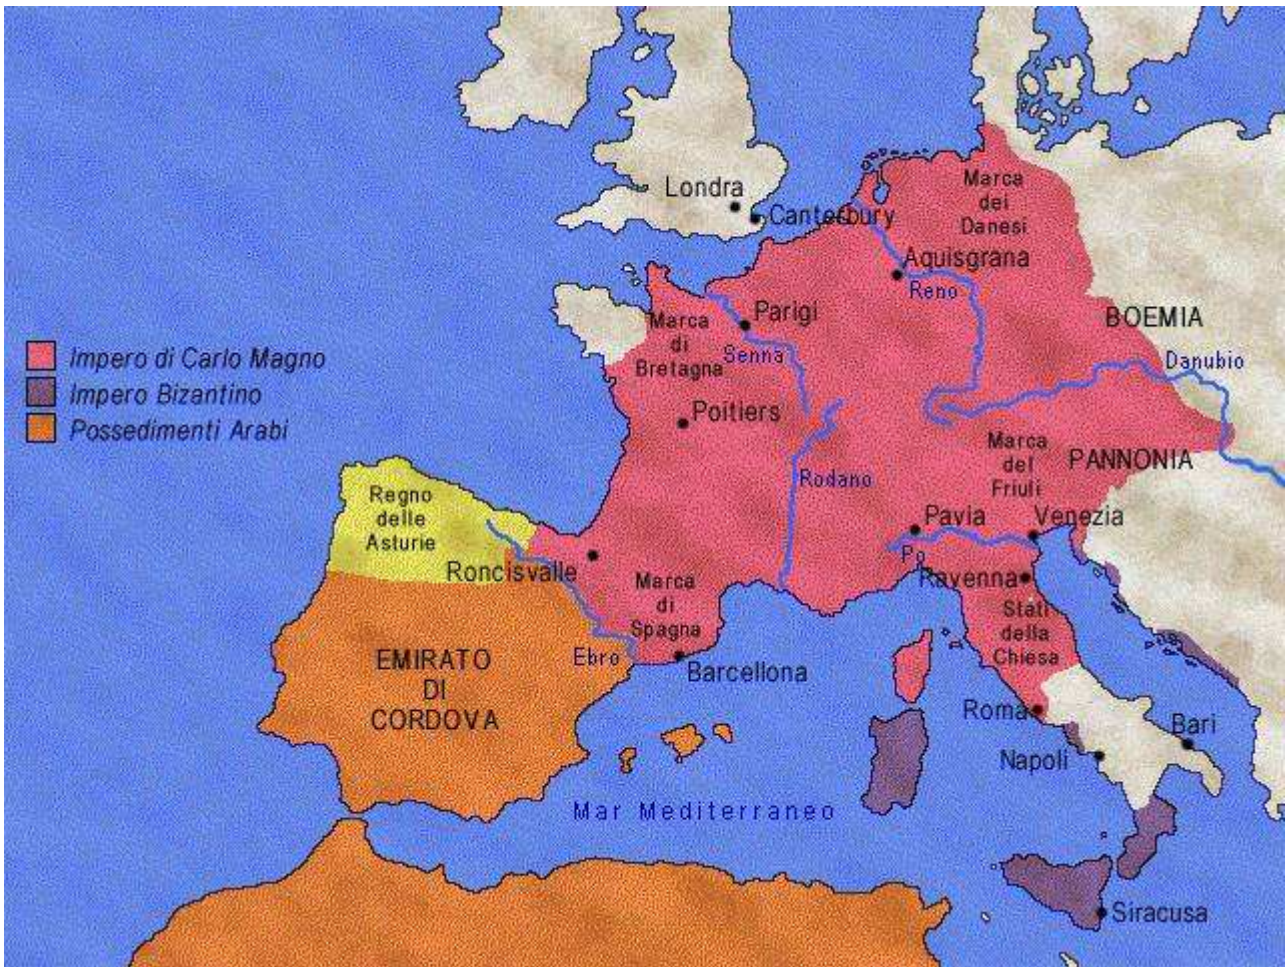 Londra
Canterbury
Marca
dei
Danesi
Aquisgrana
Reno
Parigi
Marca
di
Bretagna
Senna
BOEMIA
Danubio
Impero di Carlo Magno
Impero Bizantino
Possedimenti Arabi
Poitiers
Marca
del
Friuli
PANNONIA
Rodano
Regno
delle
Asturie
Pavia
Venezia
Po
Roncisvalle
Ravenna
Marca
di
Spagna
Stati
della
Chiesa
Ebro
Barcellona
EMIRATO
DI
CORDOVA
Roma
Bari
Napoli
Mar Mediterraneo
Siracusa